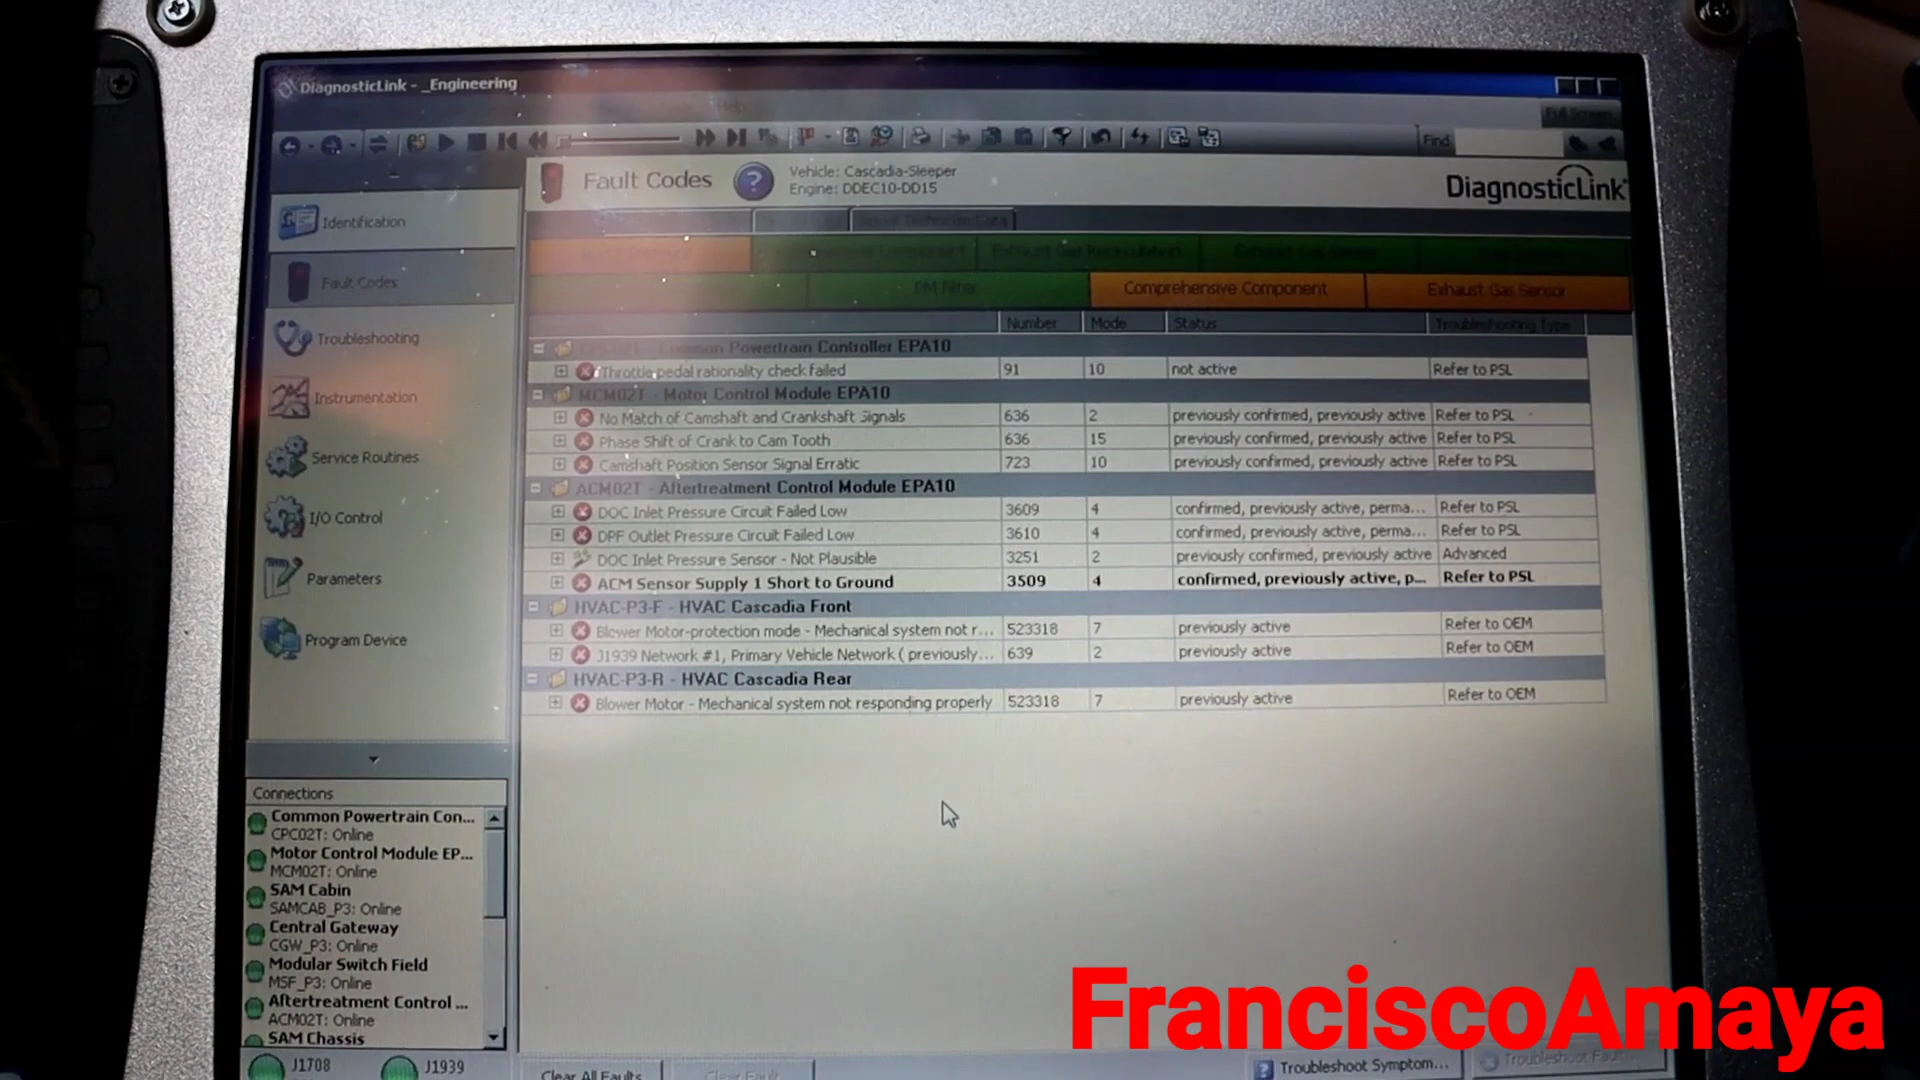 DiagnosticLink - _Engineering
Find
Fault Codes
Vehicle: Cascadia-Sleeper
Engine: DDEC10-DD15
DiagnosticLink
Identification
Fault Codes
Troubleshooting
Instrumentation
Service Routines
I/O Control
Parameters
Program Device
PM Filter
Comprehensive Component
Exhaust Gas Sensor
Number Mode Status Troubleshooting Type
Common Powertrain Controller EPA10
Throttle pedal rationality check failed 91 10 not active Refer to PSL
MCM02T - Motor Control Module EPA10
No Match of Camshaft and Crankshaft Signals 636 2 previously confirmed, previously active Refer to PSL
Phase Shift of Crank to Cam Tooth 636 15 previously confirmed, previously active Refer to PSL
Camshaft Position Sensor Signal Erratic 723 10 previously confirmed, previously active Refer to PSL
ACM02T - Aftertreatment Control Module EPA10
DOC Inlet Pressure Circuit Failed Low 3609 4 confirmed, previously active, perma... Refer to PSL
DPF Outlet Pressure Circuit Failed Low 3610 4 confirmed, previously active, perma... Refer to PSL
DOC Inlet Pressure Sensor - Not Plausible 3251 2 previously confirmed, previously active Advanced
ACM Sensor Supply 1 Short to Ground 3509 4 confirmed, previously active, p... Refer to PSL
HVAC-P3-F - HVAC Cascadia Front
Blower Motor-protection mode - Mechanical system not r... 523318 7 previously active Refer to OEM
J1939 Network #1, Primary Vehicle Network ( previously... 639 2 previously active Refer to OEM
HVAC-P3-R - HVAC Cascadia Rear
Blower Motor - Mechanical system not responding properly 523318 7 previously active Refer to OEM
Connections
Common Powertrain Con...
CPC02T: Online
Motor Control Module EP...
MCM02T: Online
SAM Cabin
SAMCAB_P3: Online
Central Gateway
CGW_P3: Online
Modular Switch Field
MSF_P3: Online
Aftertreatment Control ...
ACM02T: Online
SAM Chassis
J1708 J1939
Clear All Faults
Clear Fault
Troubleshoot Symptom...
FranciscoAmaya